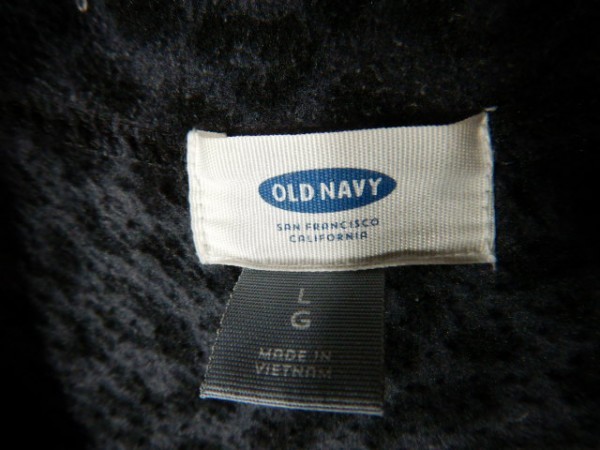 OLD NAVY
SAN FRANCISCO
CALIFORNIA
L
G
MADE IN
VIETNAM